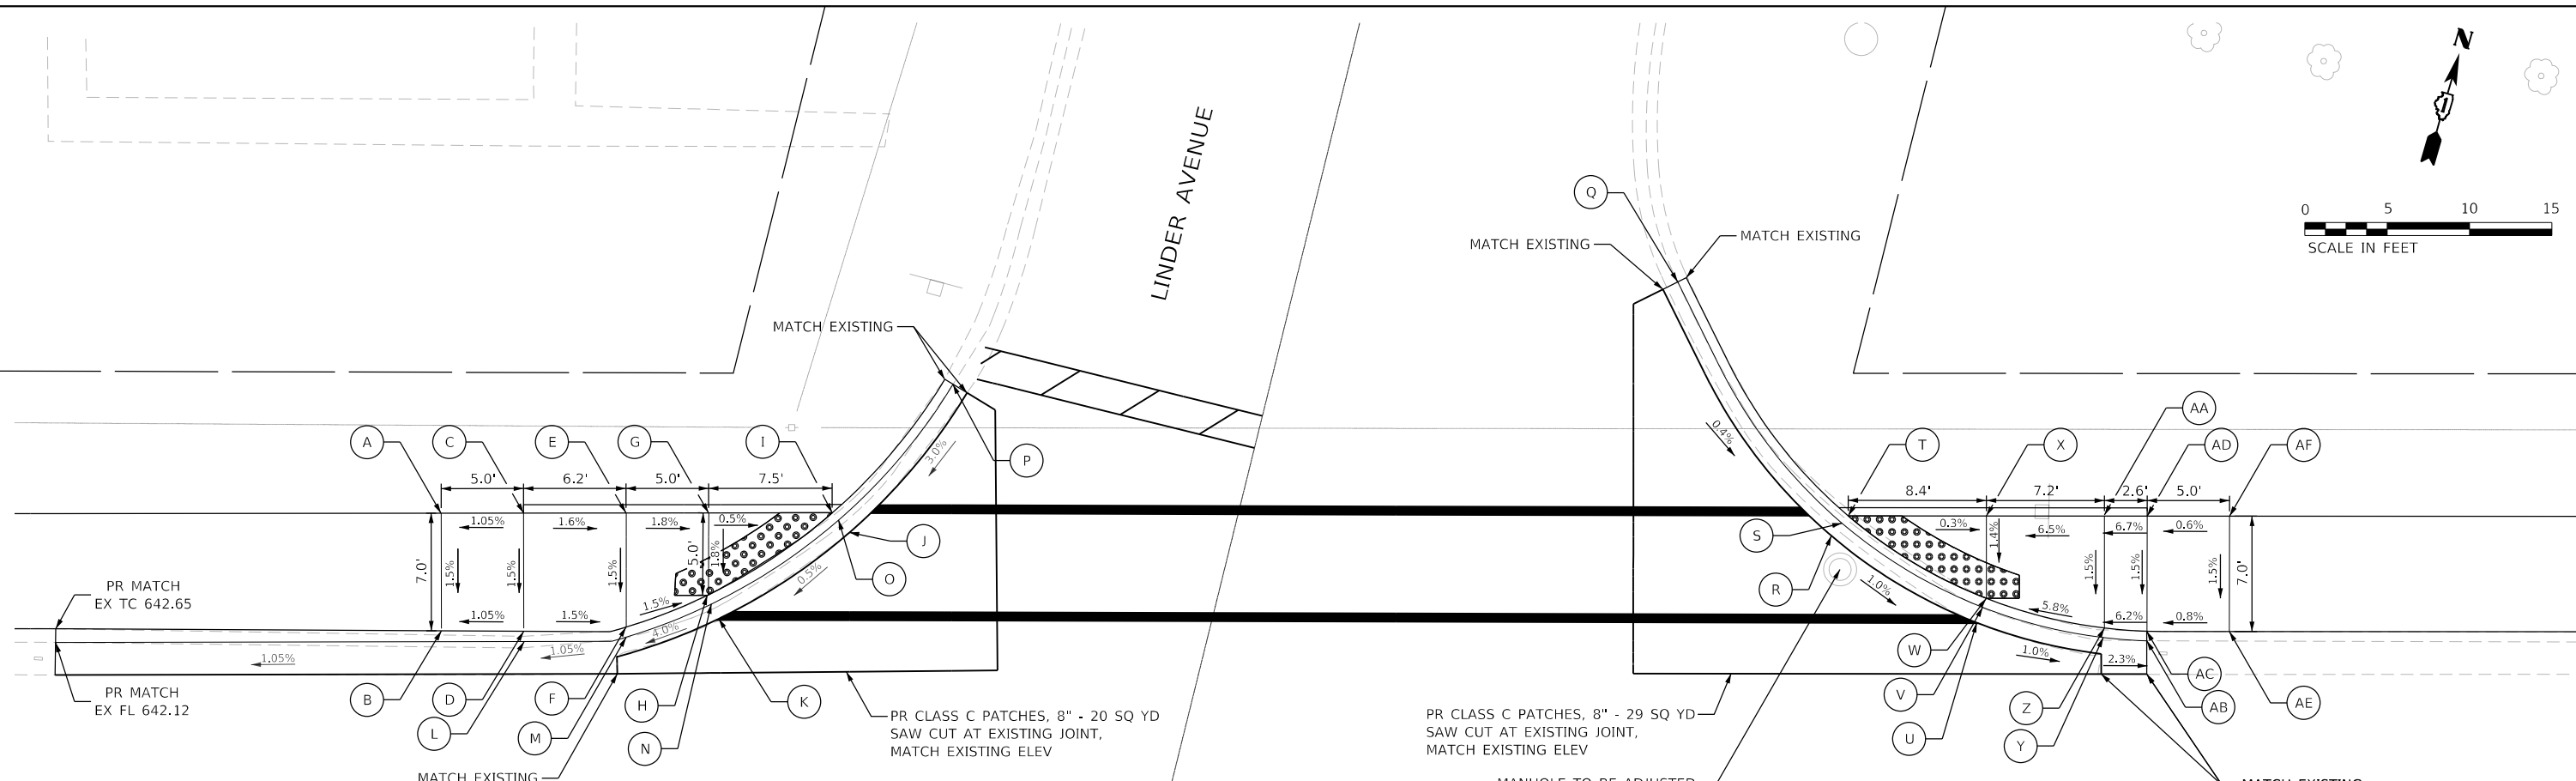 N
1
0 5 10 15
SCALE IN FEET
LINDER AVENUE
Q
MATCH EXISTING
MATCH EXISTING
MATCH EXISTING
A
C
E
G
I
P
T
X
AA
AD
AF
3.0%
0.4%
5.0'
6.2'
5.0'
7.5'
8.4'
7.2'
2.6'
5.0'
1.05%
1.6%
1.8%
0.5%
0.3%
6.5%
6.7%
0.6%
7.0'
1.5%
1.5%
1.5%
5.0'
1.8%
J
O
0.5%
S
R
1.0%
1.4%
1.5%
1.5%
1.5%
7.0'
PR MATCH
EX TC 642.65
1.05%
1.5%
1.5%
4.0%
5.8%
6.2%
0.8%
1.05%
1.05%
1.0%
2.3%
PR MATCH
EX FL 642.12
B
D
F
H
K
L
M
N
W
V
U
Z
Y
AC
AB
AE
PR CLASS C PATCHES, 8" - 20 SQ YD
SAW CUT AT EXISTING JOINT,
MATCH EXISTING ELEV
PR CLASS C PATCHES, 8" - 29 SQ YD
SAW CUT AT EXISTING JOINT,
MATCH EXISTING ELEV
MATCH EXISTING
MANHOLE TO BE ADJUSTED
MATCH EXISTING